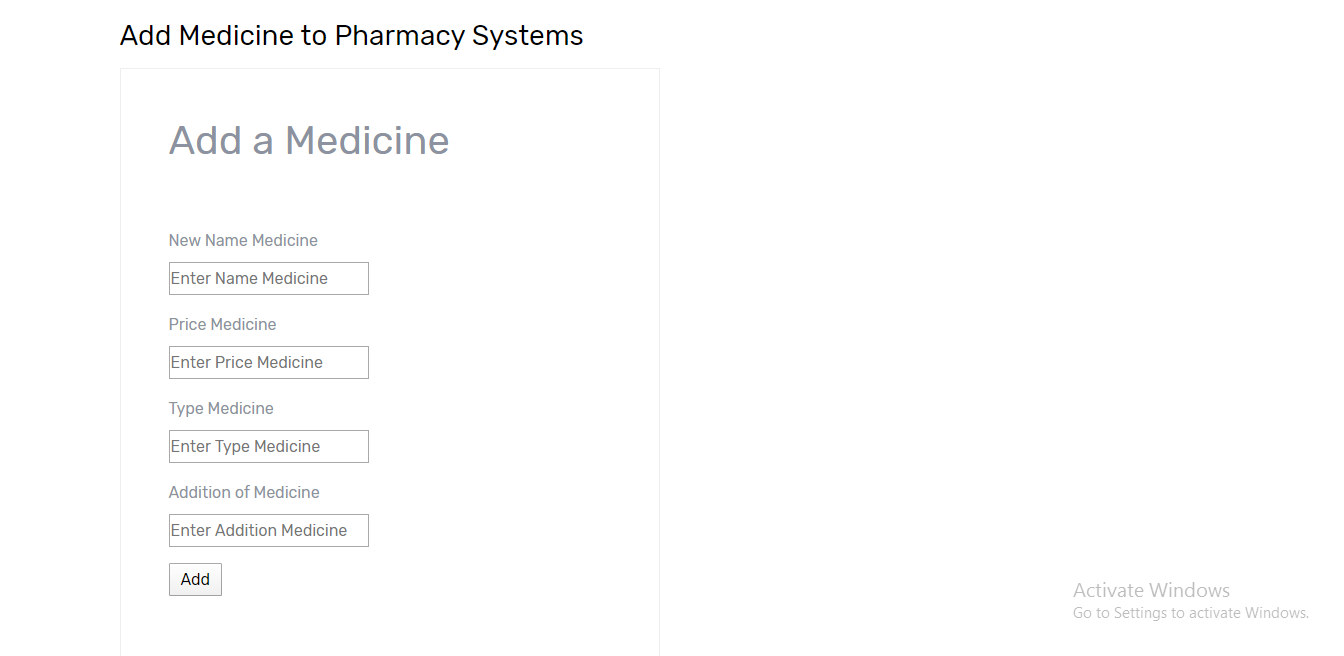 Add Medicine to Pharmacy Systems
Add a Medicine
New Name Medicine
Enter Name Medicine
Price Medicine
Enter Price Medicine
Type Medicine
Enter Type Medicine
Addition of Medicine
Enter Addition Medicine
Add
Activate Windows
Go to Settings to activate Windows.